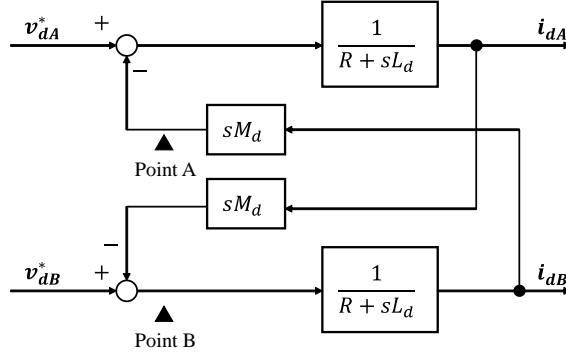 v*dA + 1 / (R + sLd) idA
−
sMd
Point A
sMd
−
v*dB + 1 / (R + sLd) idB
Point B